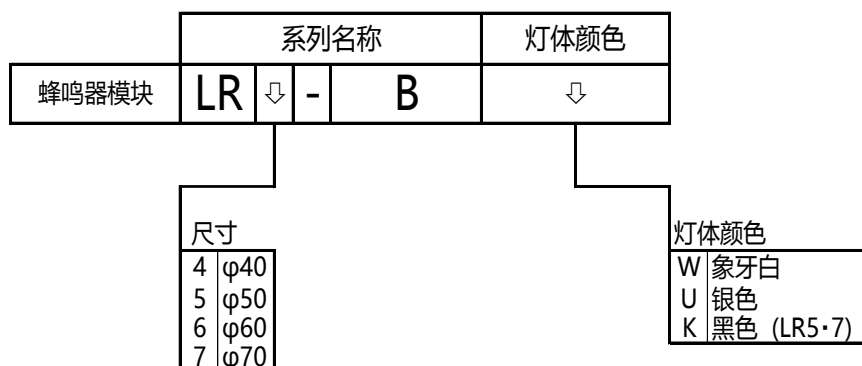 系列名称 灯体颜色
蜂鸣器模块 LR ⇩ - B ⇩
尺寸
4 φ40
5 φ50
6 φ60
7 φ70
灯体颜色
W 象牙白
U 银色
K 黑色 (LR5･7)